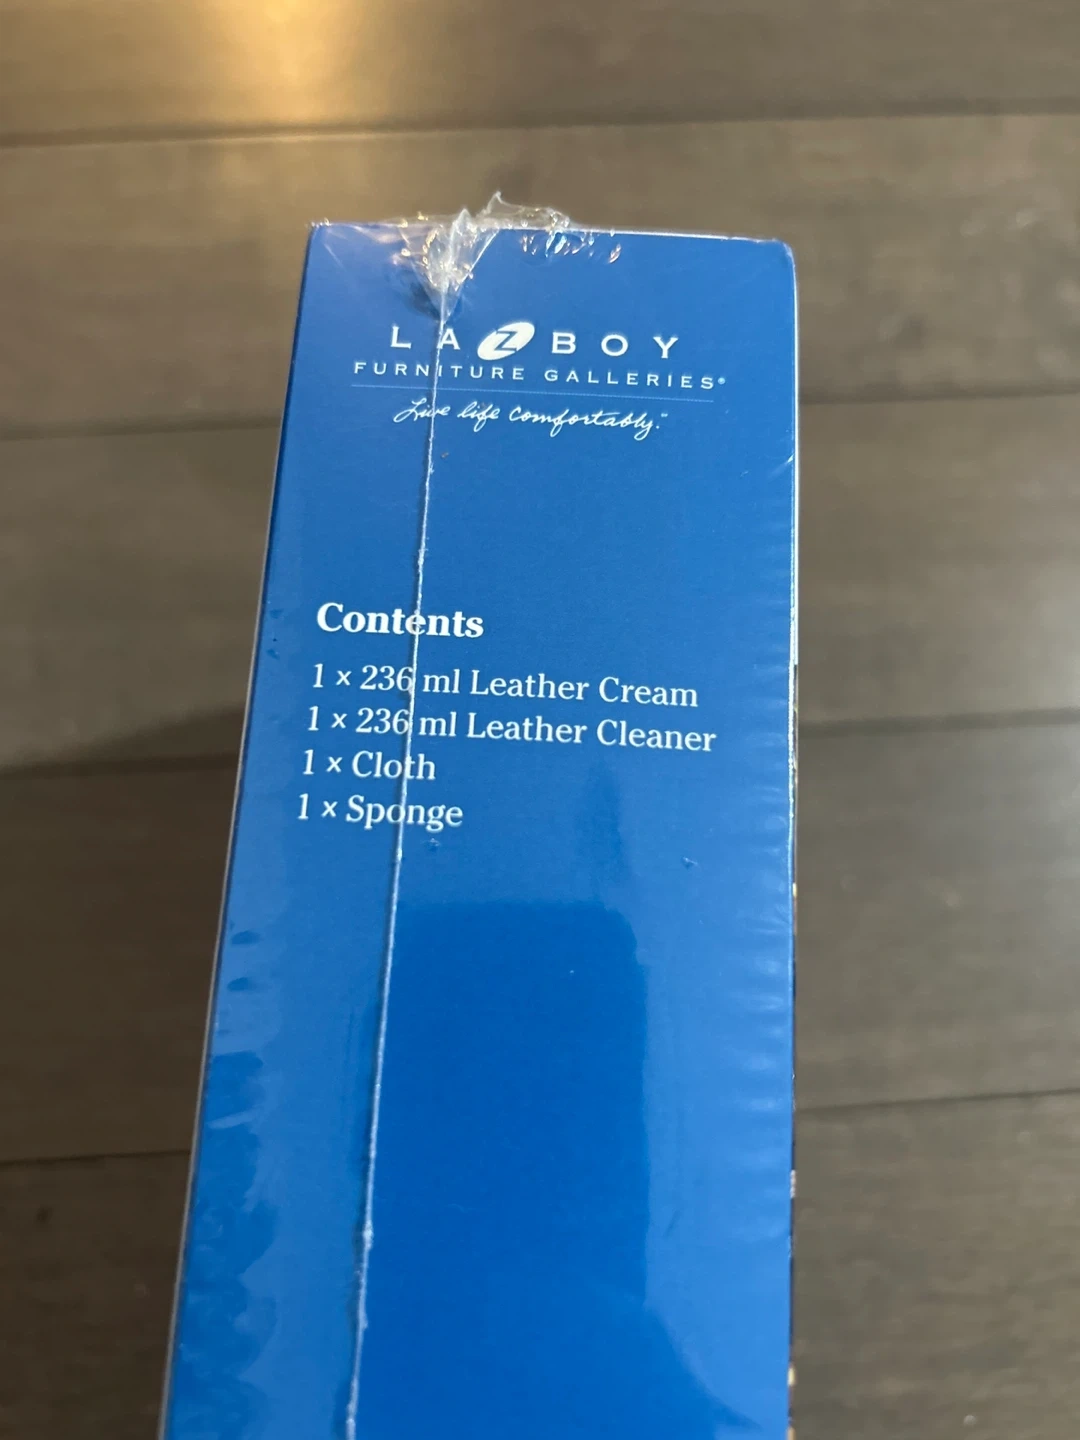 LAZBOY
FURNITURE GALLERIES®
Live life comfortably.™
Contents
1 x 236 ml Leather Cream
1 x 236 ml Leather Cleaner
1 x Cloth
1 x Sponge